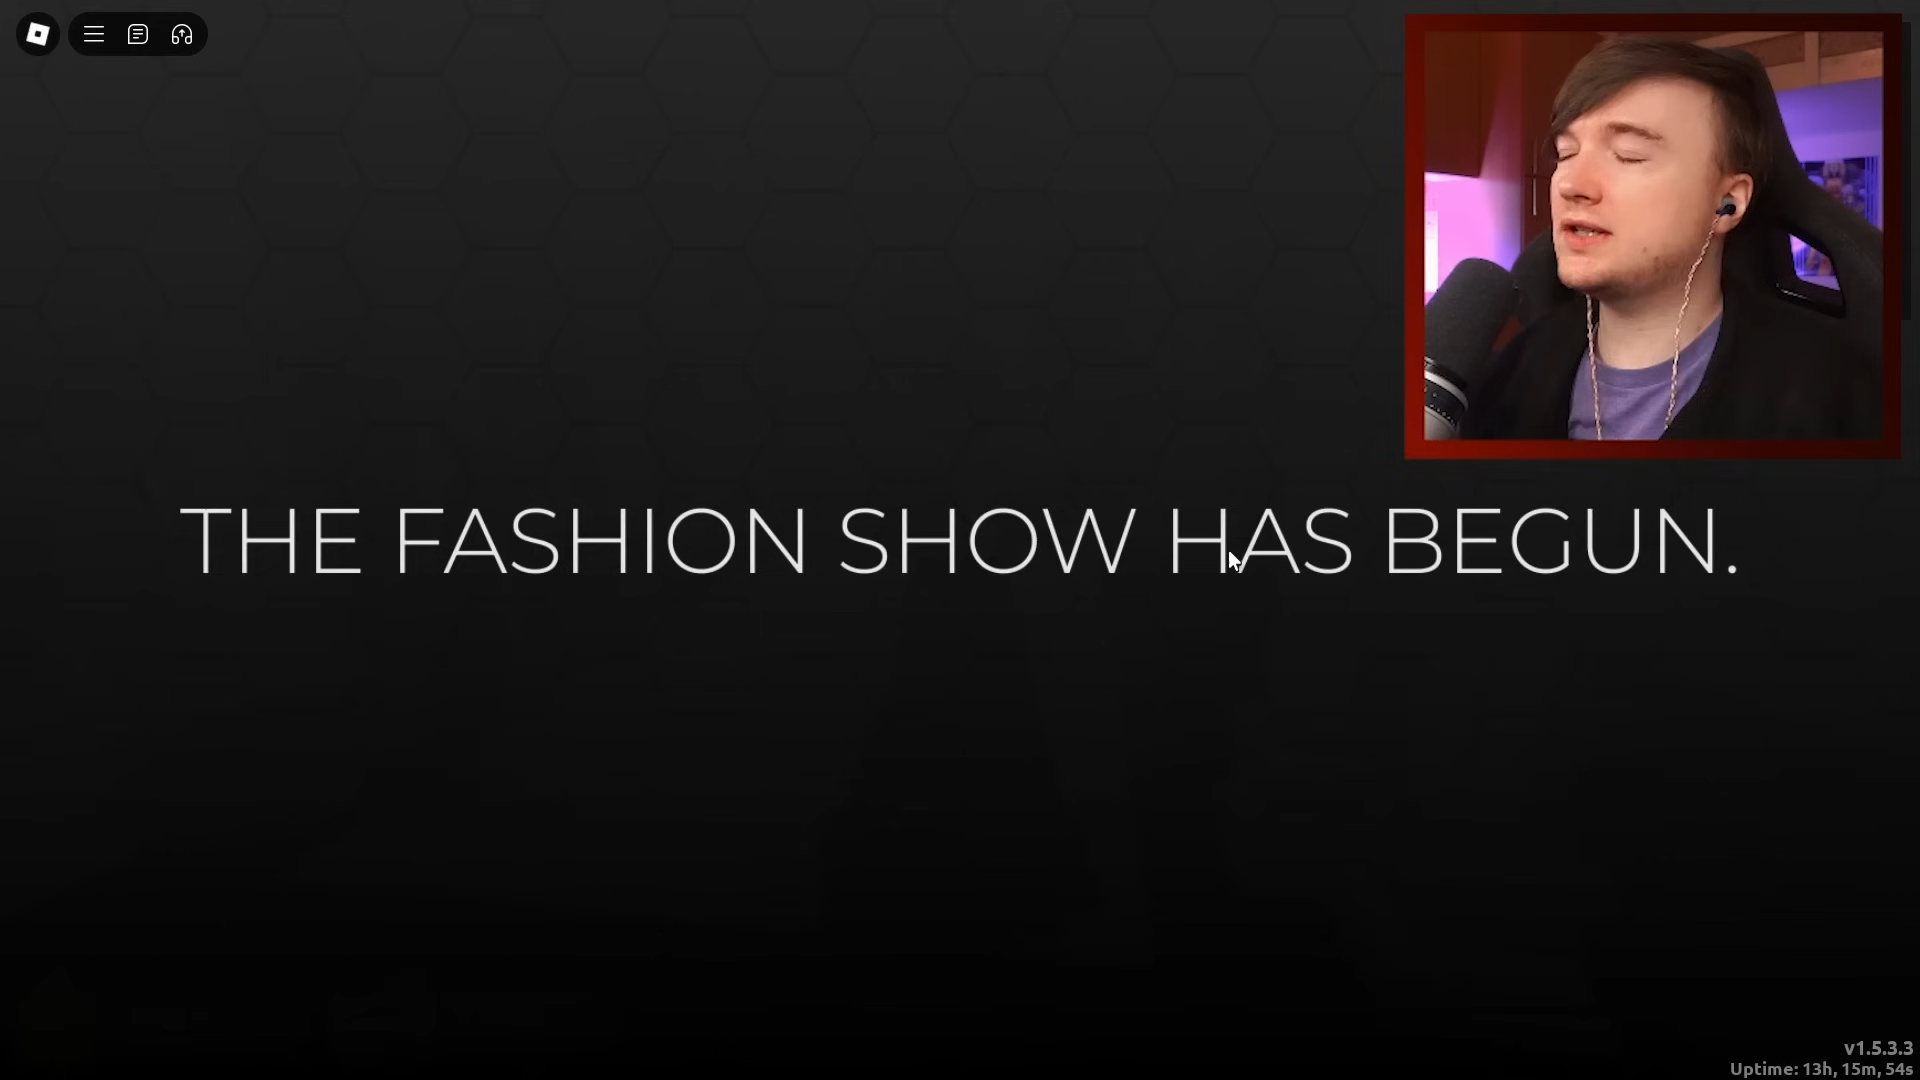 THE FASHION SHOW HAS BEGUN.
v1.5.3.3
Uptime: 13h, 15m, 54s